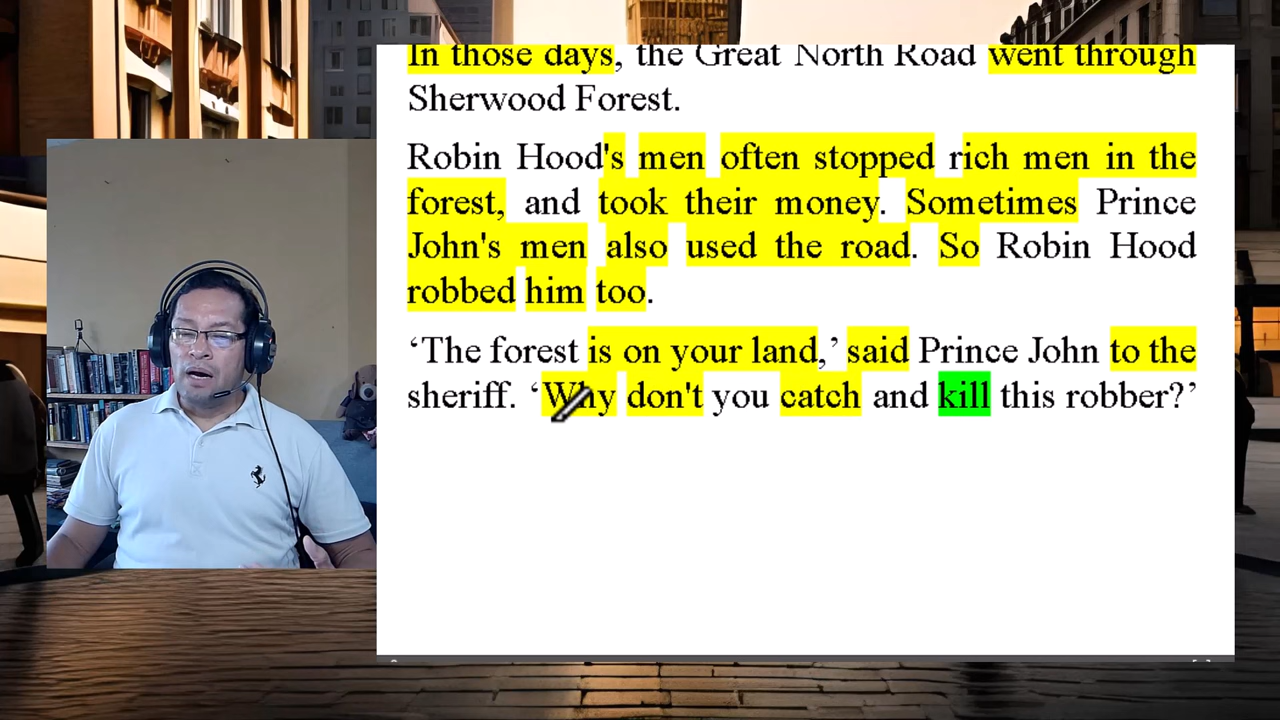 In those days, the Great North Road went through
Sherwood Forest.
Robin Hood's men often stopped rich men in the
forest, and took their money. Sometimes Prince
John's men also used the road. So Robin Hood
robbed him too.
‘The forest is on your land,’ said Prince John to the
sheriff. ‘Why don't you catch and kill this robber?’